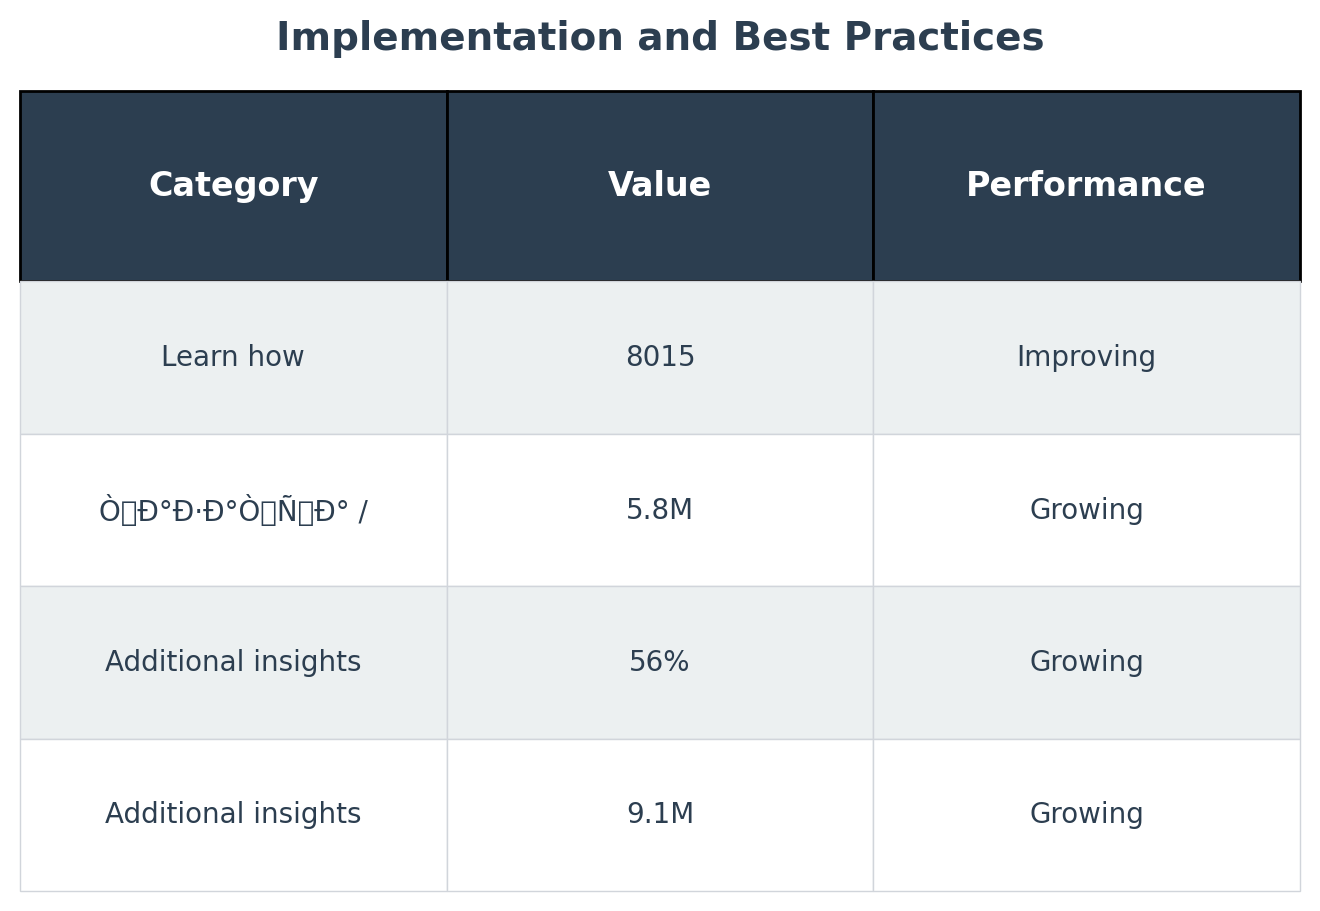 Implementation and Best Practices
Category Value Performance
Learn how 8015 Improving
Ò▯Ð°Ð·Ð°Ò▯Ñ▯Ð° / 5.8M Growing
Additional insights 56% Growing
Additional insights 9.1M Growing